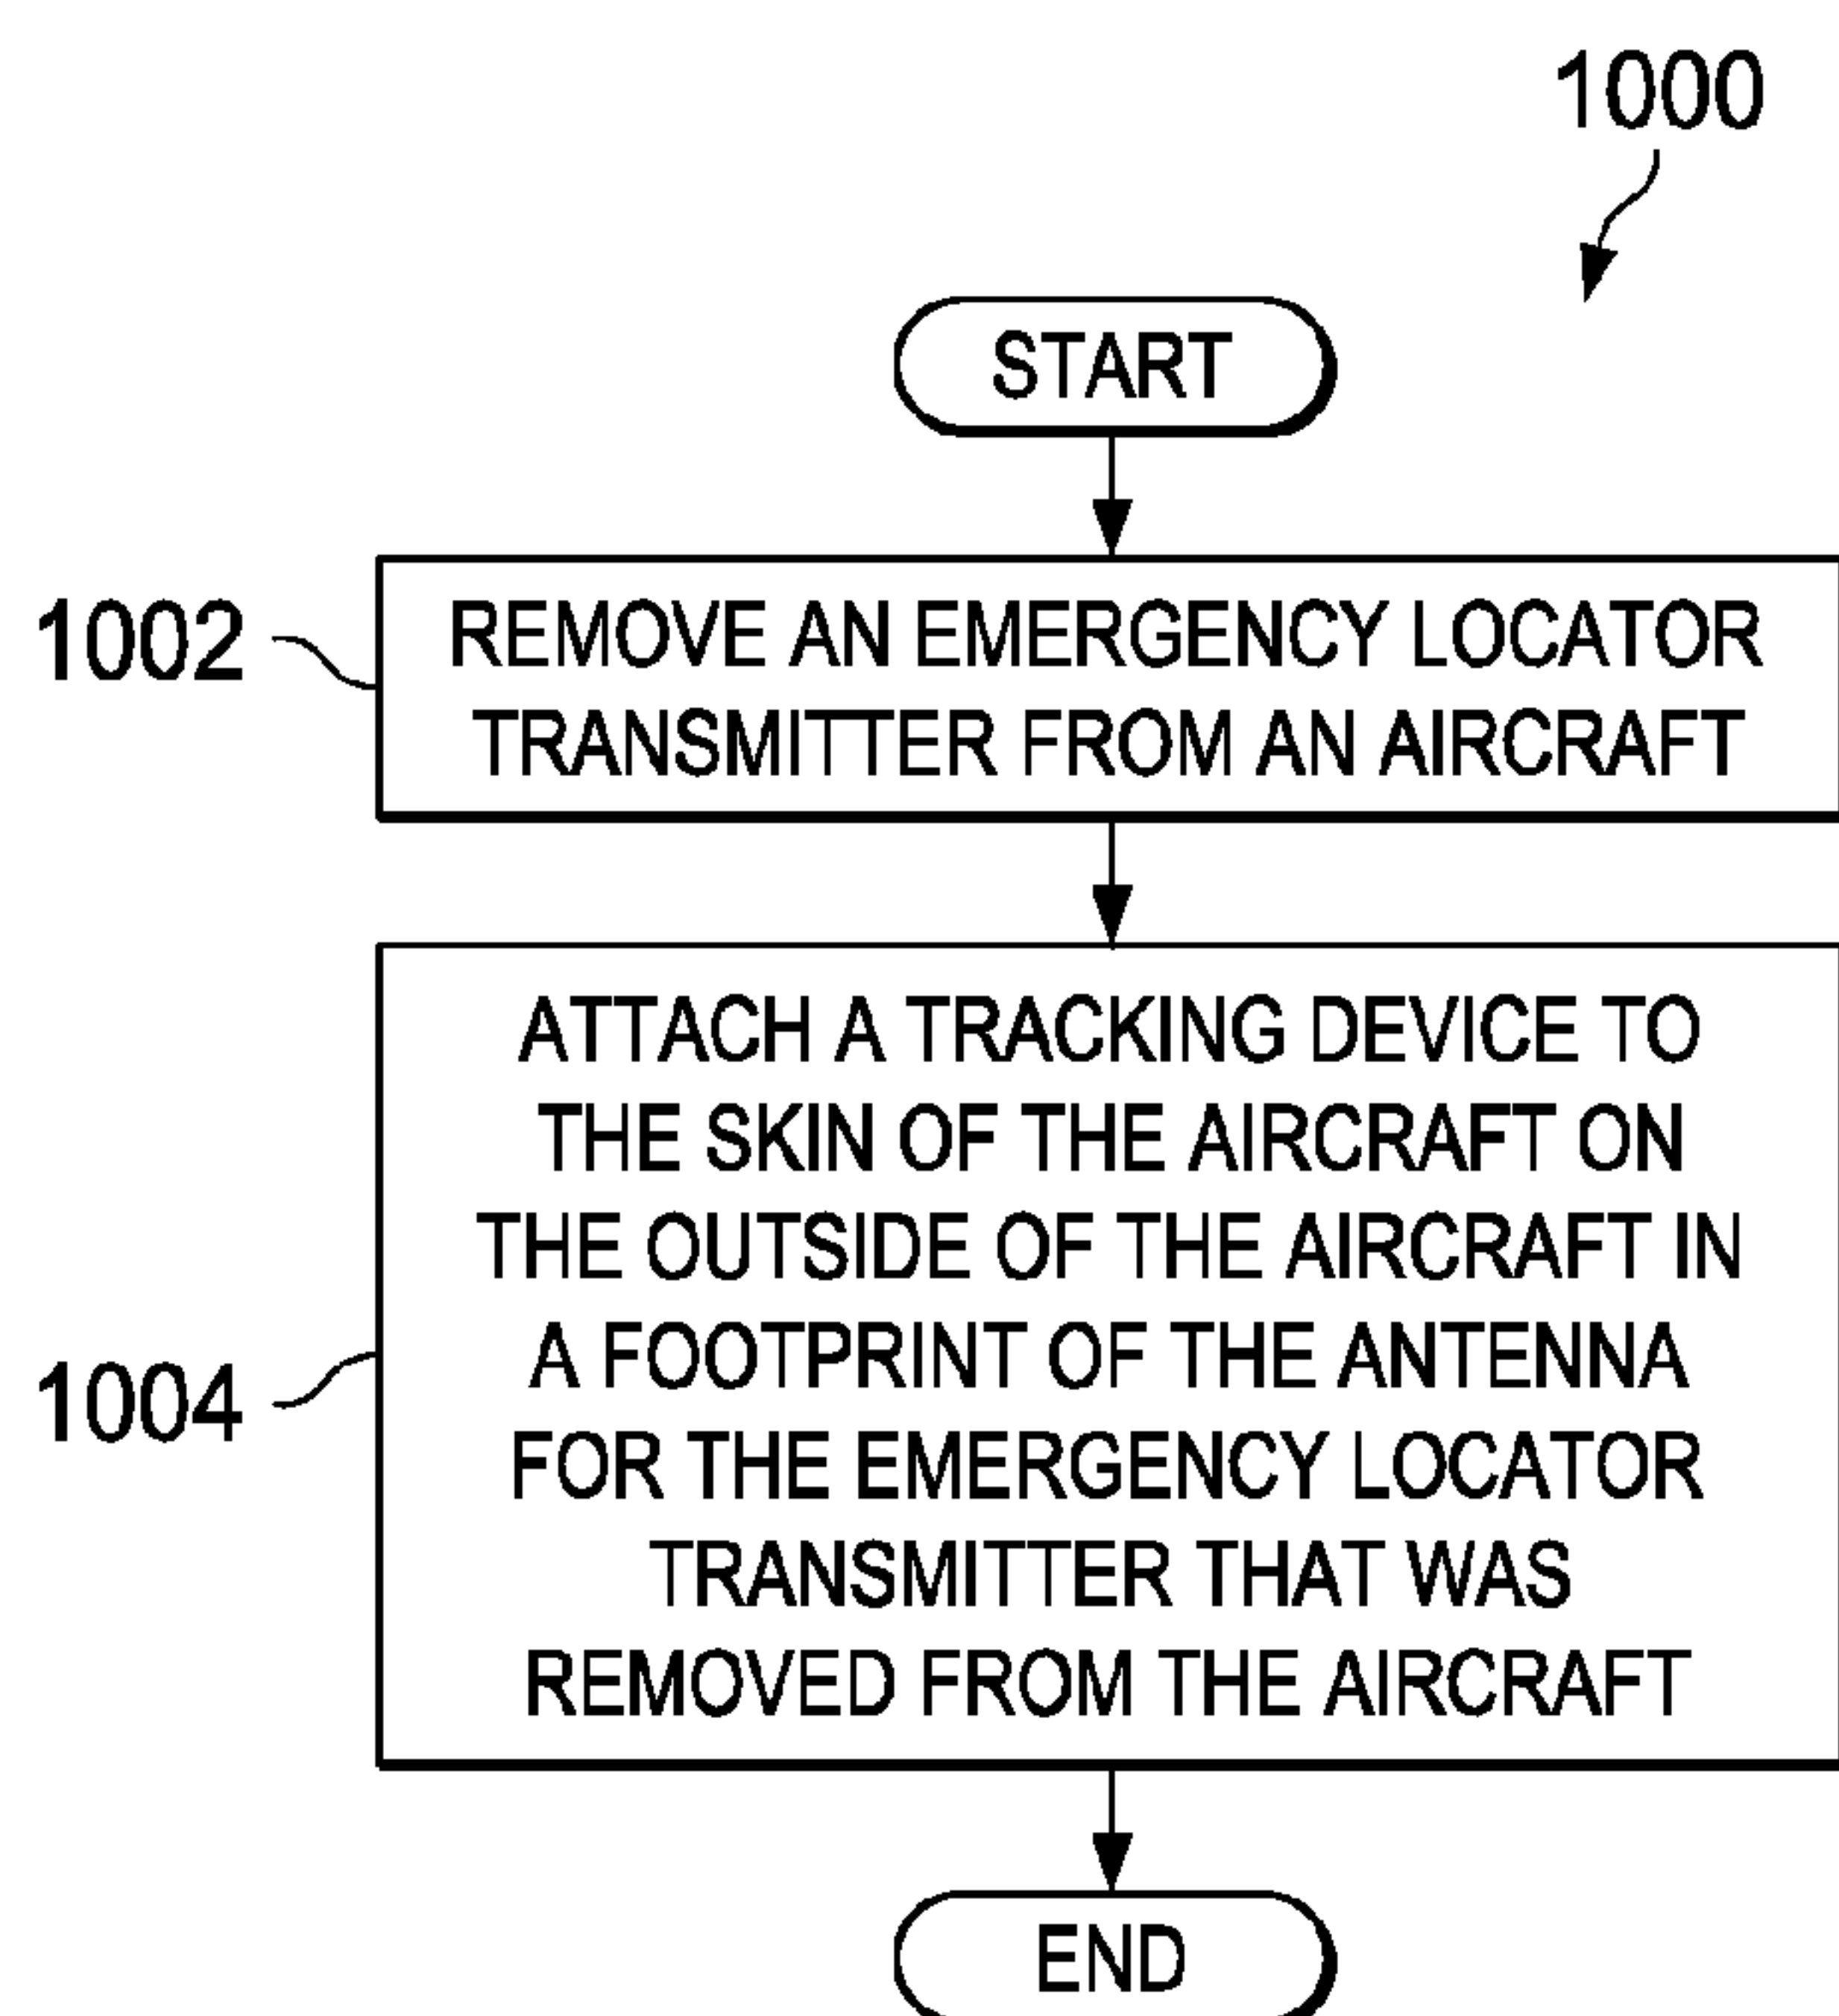 1000
START
1002
REMOVE AN EMERGENCY LOCATOR
TRANSMITTER FROM AN AIRCRAFT
1004
ATTACH A TRACKING DEVICE TO
THE SKIN OF THE AIRCRAFT ON
THE OUTSIDE OF THE AIRCRAFT IN
A FOOTPRINT OF THE ANTENNA
FOR THE EMERGENCY LOCATOR
TRANSMITTER THAT WAS
REMOVED FROM THE AIRCRAFT
END